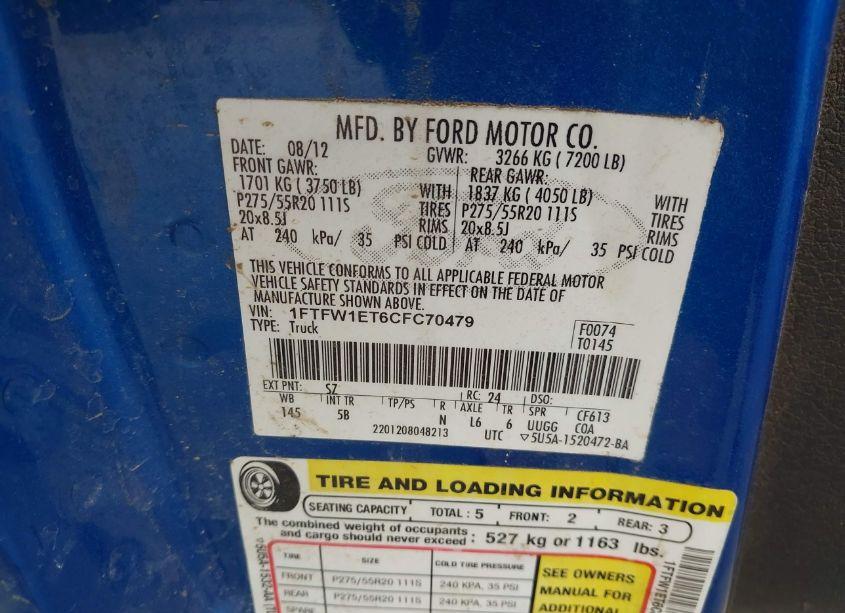 MFD. BY FORD MOTOR CO.
DATE: 08/12 GVWR: 3266 KG ( 7200 LB)
FRONT GAWR: REAR GAWR:
1701 KG ( 3750 LB) WITH 1837 KG ( 4050 LB) WITH
P275/55R20 111S TIRES P275/55R20 111S TIRES
20x8.5J RIMS 20x8.5J RIMS
AT 240 kPa/ 35 PSI COLD AT 240 kPa/ 35 PSI COLD
THIS VEHICLE CONFORMS TO ALL APPLICABLE FEDERAL MOTOR
VEHICLE SAFETY STANDARDS IN EFFECT ON THE DATE OF
MANUFACTURE SHOWN ABOVE.
VIN: 1FTFW1ET6CFC70479
TYPE: Truck
F0074
T0145
EXT PNT: SZ RC: 24 DSO:
WB INT TR TP/PS R AXLE TR SPR CF613
145 5B N L6 6 UUGG COA
2201208048213 UTC ▽5U5A-1520472-BA
TIRE AND LOADING INFORMATION
SEATING CAPACITY TOTAL : 5 FRONT: 2 REAR: 3
The combined weight of occupants
and cargo should never exceed : 527 kg or 1163 lbs.
TIRE SIZE COLD TIRE PRESSURE
FRONT P275/55R20 111S 240 KPA, 35 PSI
REAR P275/55R20 111S 240 KPA, 35 PSI
SPARE
SEE OWNERS
MANUAL FOR
ADDITIONAL